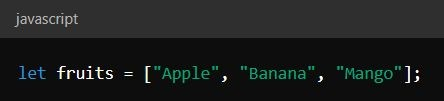 javascript
let fruits = ["Apple", "Banana", "Mango"];